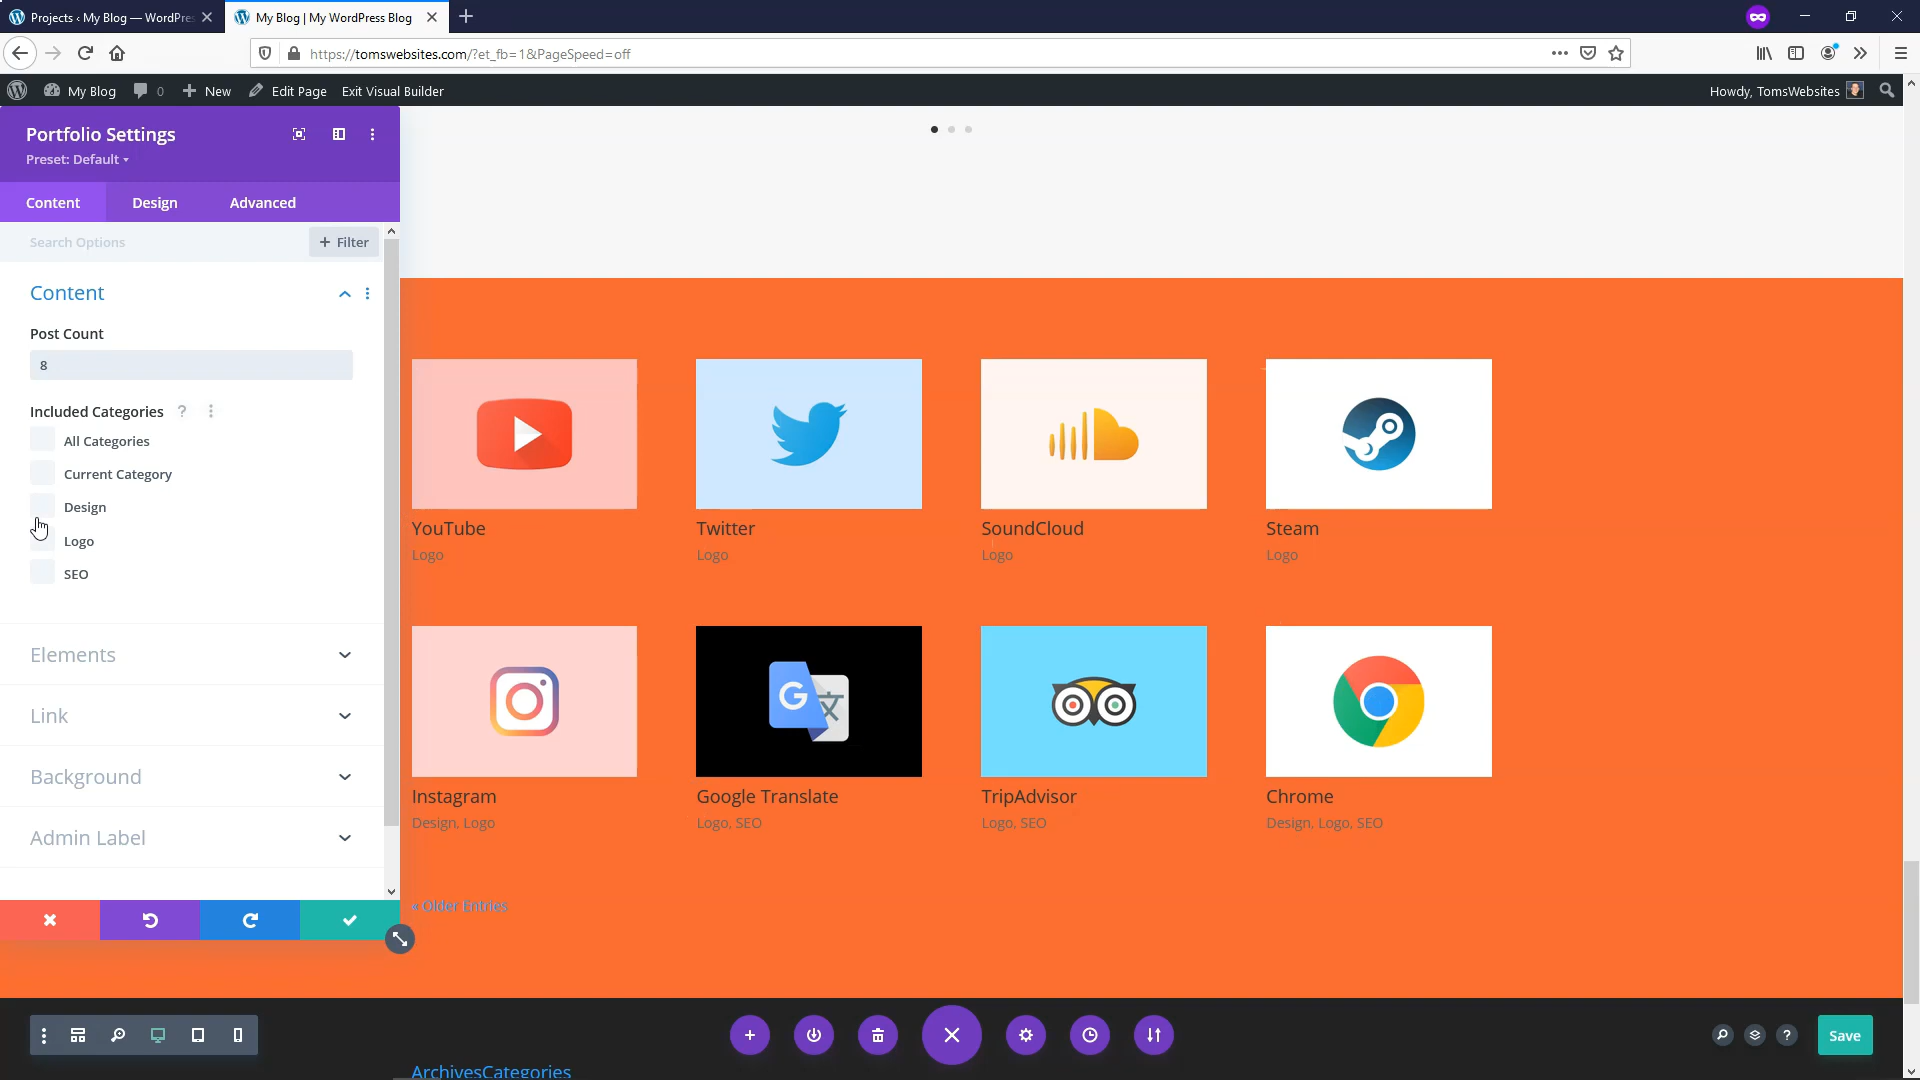 Projects ‹ My Blog — WordPre
My Blog | My WordPress Blog
https://tomswebsites.com/?et_fb=1&PageSpeed=off
My Blog
0
New
Edit Page
Exit Visual Builder
Howdy, TomsWebsites
Portfolio Settings
Preset: Default
Content
Design
Advanced
Search Options
+ Filter
Content
Post Count
8
Included Categories
?
All Categories
Current Category
Design
Logo
SEO
Elements
Link
Background
Admin Label
YouTube
Logo
Twitter
Logo
SoundCloud
Logo
Steam
Logo
G
文
Instagram
Design, Logo
Google Translate
Logo, SEO
TripAdvisor
Logo, SEO
Chrome
Design, Logo, SEO
« Older Entries
?
Save
ArchivesCategories